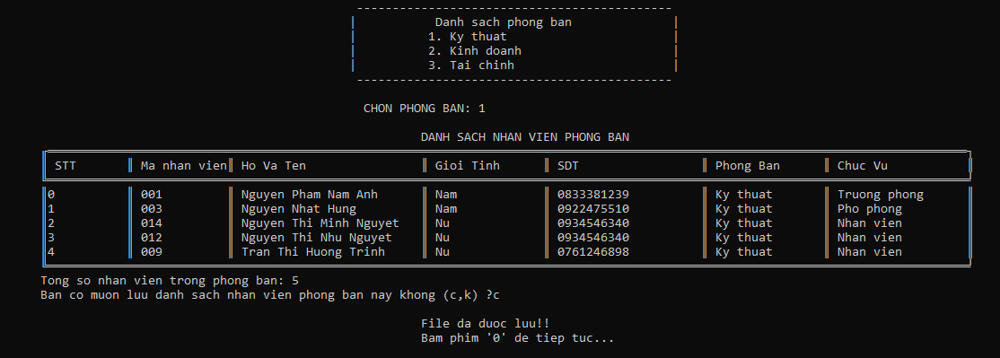 Danh sach phong ban
1. Ky thuat
2. Kinh doanh
3. Tai chinh
CHON PHONG BAN: 1
DANH SACH NHAN VIEN PHONG BAN
STT Ma nhan vien Ho Va Ten Gioi Tinh SDT Phong Ban Chuc Vu
0 001 Nguyen Pham Nam Anh Nam 0833381239 Ky thuat Truong phong
1 003 Nguyen Nhat Hung Nam 0922475510 Ky thuat Pho phong
2 014 Nguyen Thi Minh Nguyet Nu 0934546340 Ky thuat Nhan vien
3 012 Nguyen Thi Nhu Nguyet Nu 0934546340 Ky thuat Nhan vien
4 009 Tran Thi Huong Trinh Nu 0761246898 Ky thuat Nhan vien
Tong so nhan vien trong phong ban: 5
Ban co muon luu danh sach nhan vien phong ban nay khong (c,k) ?c
File da duoc luu!!
Bam phim '0' de tiep tuc...